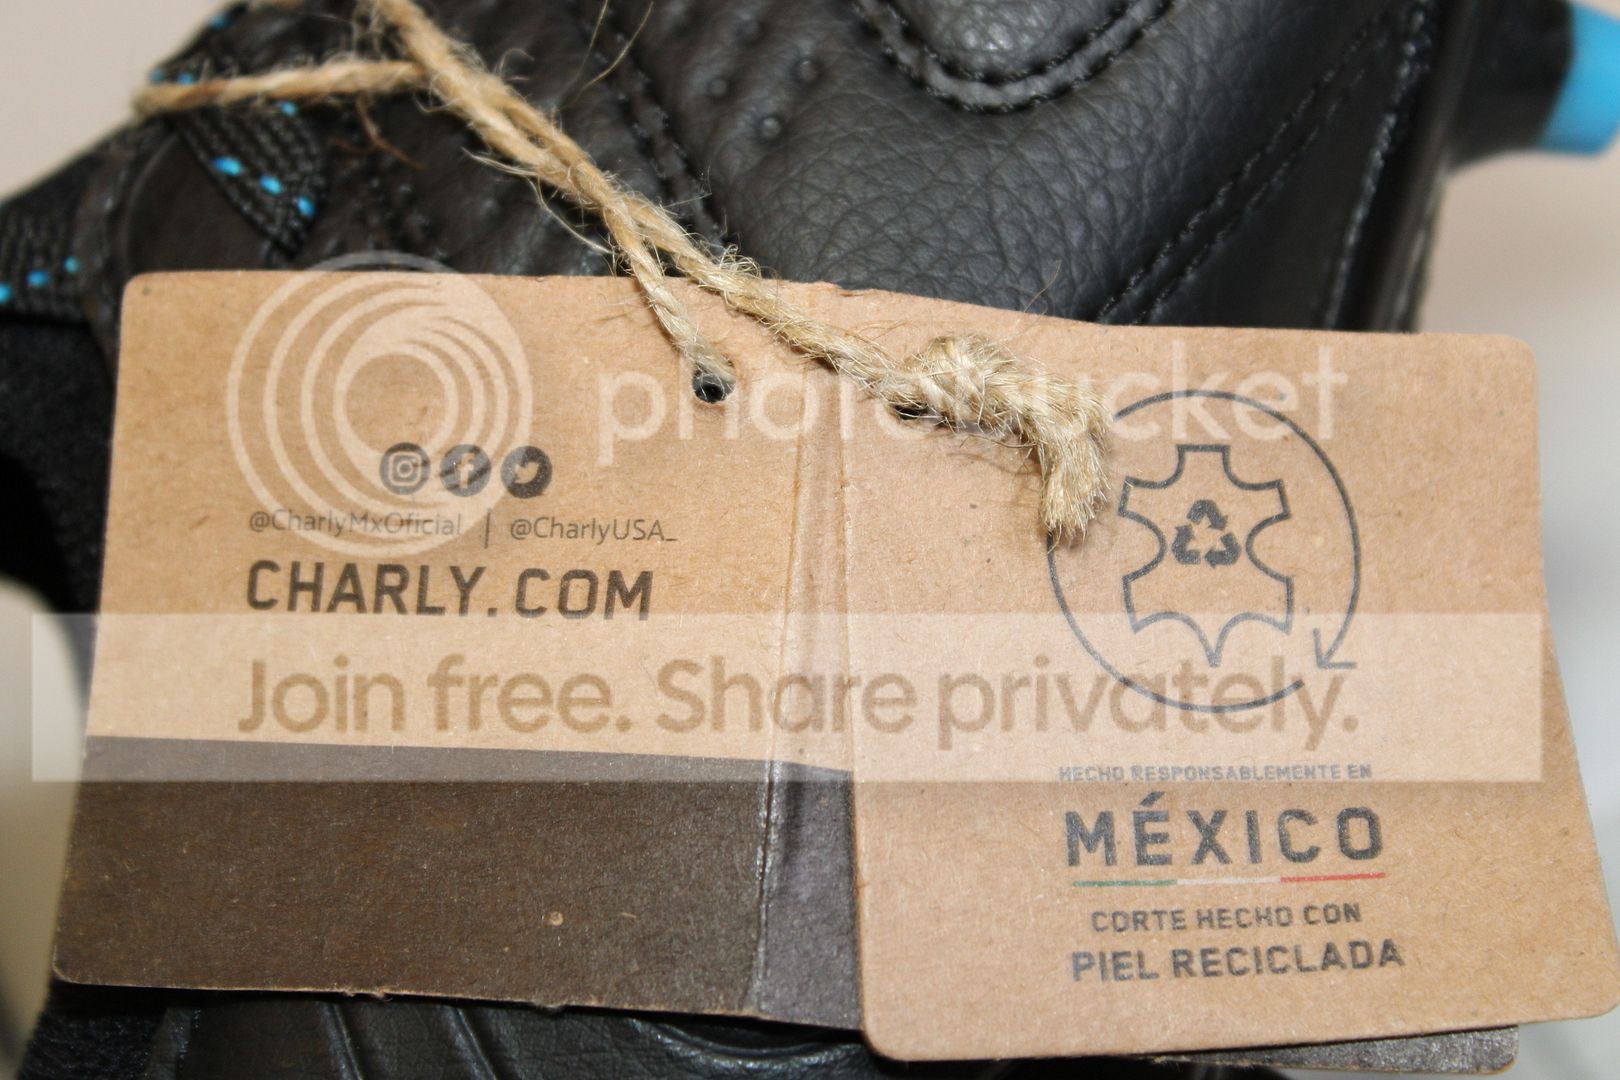 photobucket
@CharlyMxOficial | @CharlyUSA_
CHARLY.COM
Join free. Share privately.
HECHO RESPONSABLEMENTE EN
MÉXICO
CORTE HECHO CON
PIEL RECICLADA